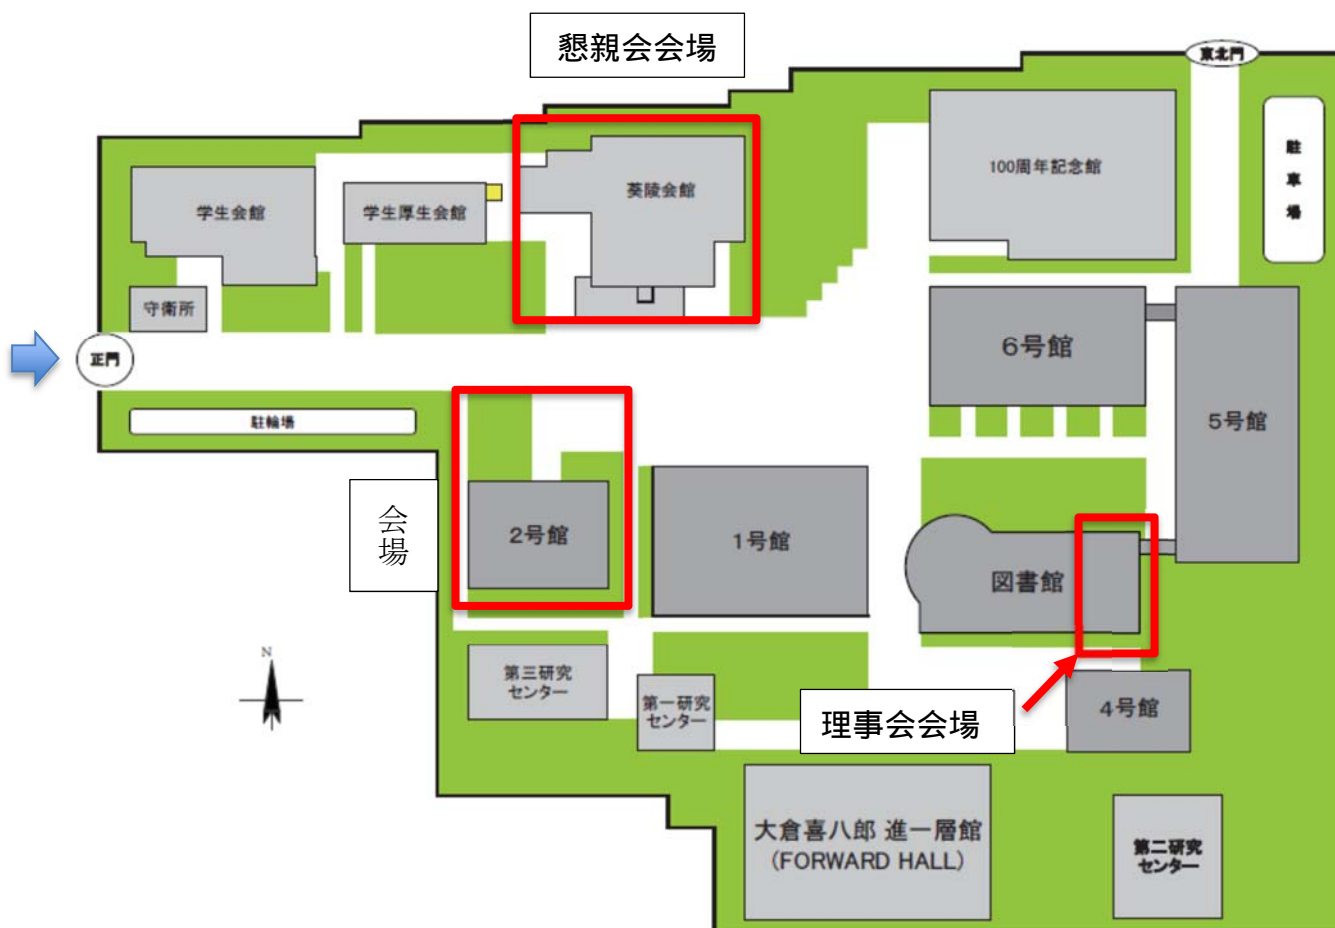 懇親会会場
東北門
駐
車
場
100周年記念館
葵陵会館
学生会館
学生厚生会館
守衛所
正門
6号館
5号館
駐輪場
会
場
2号館
1号館
図書館
N
第三研究
センター
第一研究
センター
理事会会場
4号館
大倉喜八郎 進一層館
(FORWARD HALL)
第二研究
センター